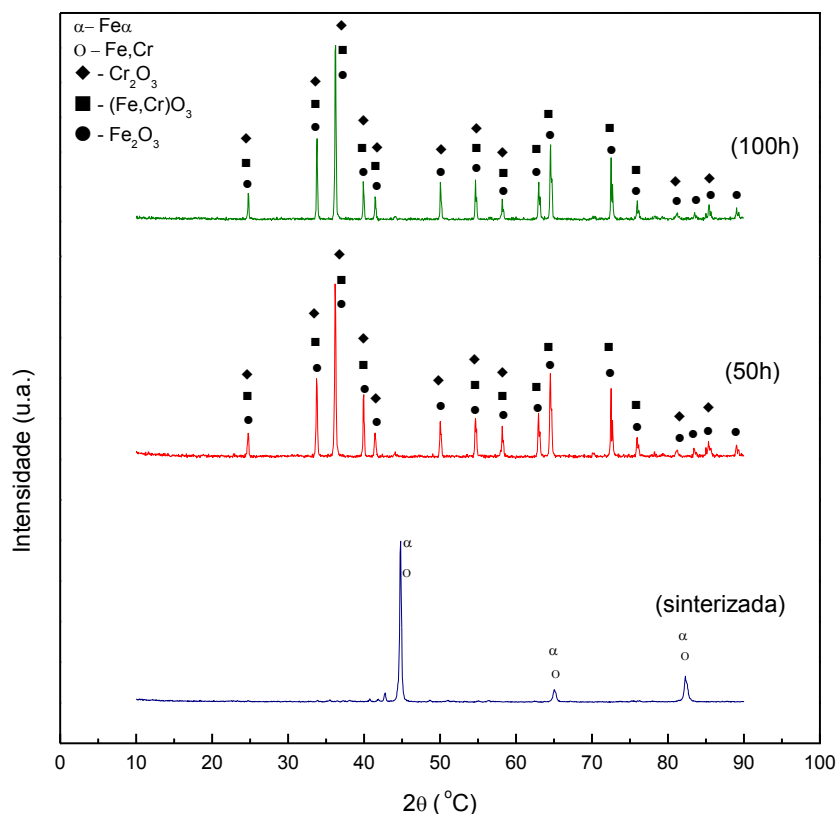 α– Feα
O – Fe,Cr
◆ - Cr₂O₃
■ - (Fe,Cr)O₃
● - Fe₂O₃
(100h)
(50h)
(sinterizada)
α
O
α
O
α
O
Intensidade (u.a.)
0 10 20 30 40 50 60 70 80 90 100
2θ (°C)